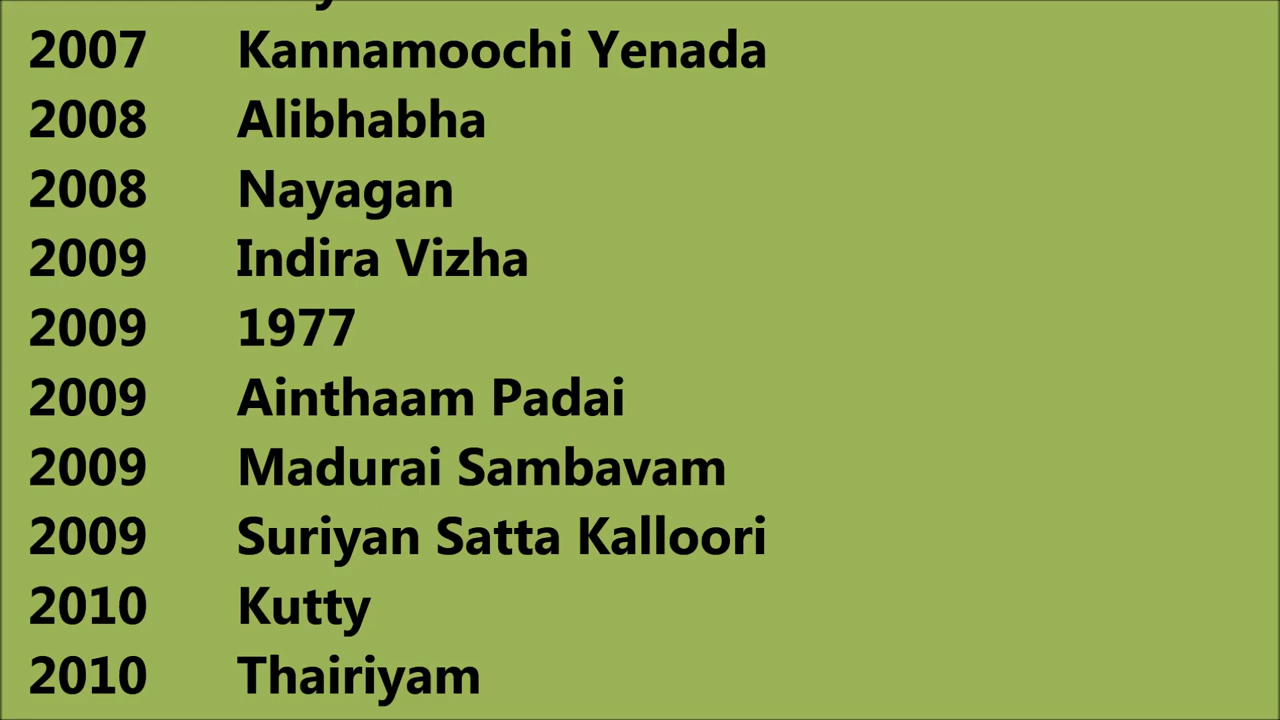 2007 Kannamoochi Yenada
2008 Alibhabha
2008 Nayagan
2009 Indira Vizha
2009 1977
2009 Ainthaam Padai
2009 Madurai Sambavam
2009 Suriyan Satta Kalloori
2010 Kutty
2010 Thairiyam